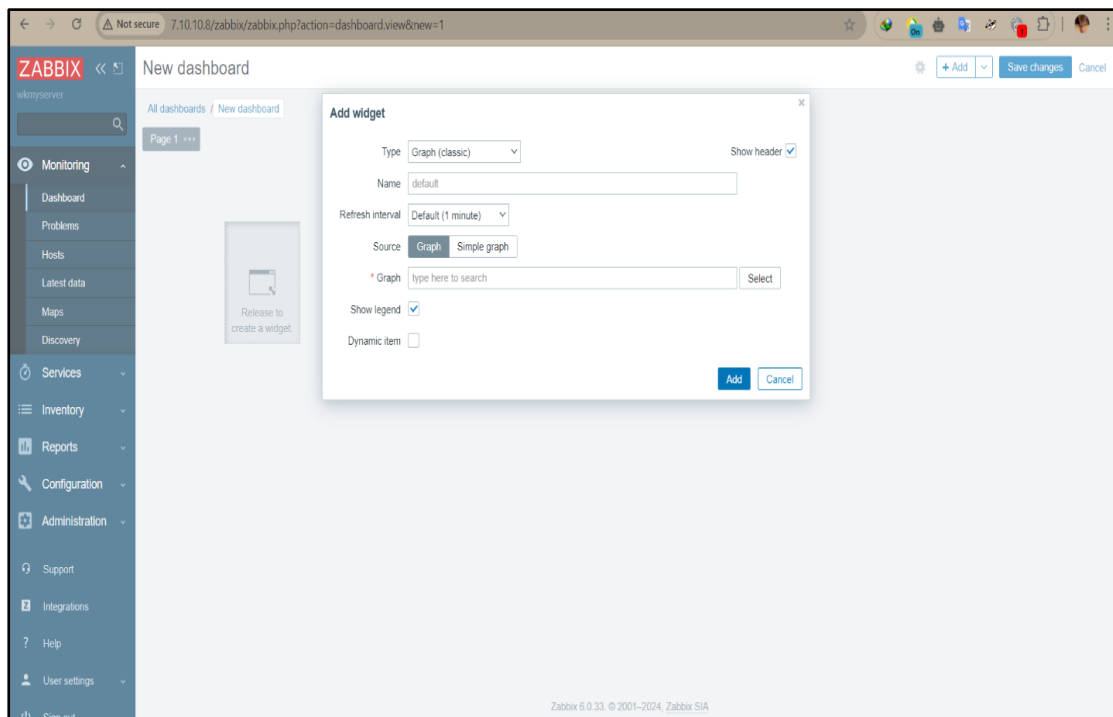 Not secure 7.10.10.8/zabbix/zabbix.php?action=dashboard.view&new=1
On
1
ZABBIX
wkmyserver
New dashboard
+ Add
Save changes
Cancel
All dashboards / New dashboard
Page 1
Monitoring
Dashboard
Problems
Hosts
Latest data
Maps
Discovery
Services
Inventory
Reports
Configuration
Administration
Support
Z Integrations
? Help
User settings
Sign out
Release to
create a widget.
Add widget
Type Graph (classic) Show header
Name default
Refresh interval Default (1 minute)
Source Graph Simple graph
* Graph type here to search Select
Show legend
Dynamic item
Add Cancel
Zabbix 6.0.33. © 2001–2024, Zabbix SIA